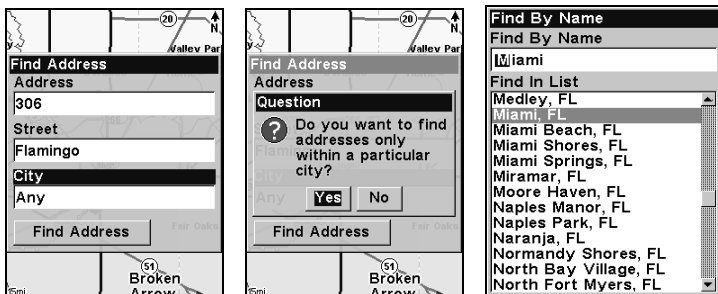 20
N
Valley Par
Find Address
Address
306
Street
Flamingo
City
Any
Find Address
51
Broken
Arrow
5mi
20
N
Valley Par
Find Address
Address
Question
Do you want to find
addresses only
within a particular
city?
Flami
City
Any
Yes
No
Find Address
Fair Oaks
51
Broken
Arrow
5mi
Find By Name
Find By Name
Miami
Find In List
Medley, FL
Miami, FL
Miami Beach, FL
Miami Shores, FL
Miami Springs, FL
Miramar, FL
Moore Haven, FL
Naples Manor, FL
Naples Park, FL
Naranja, FL
Normandy Shores, FL
North Bay Village, FL
North Fort Myers, FL